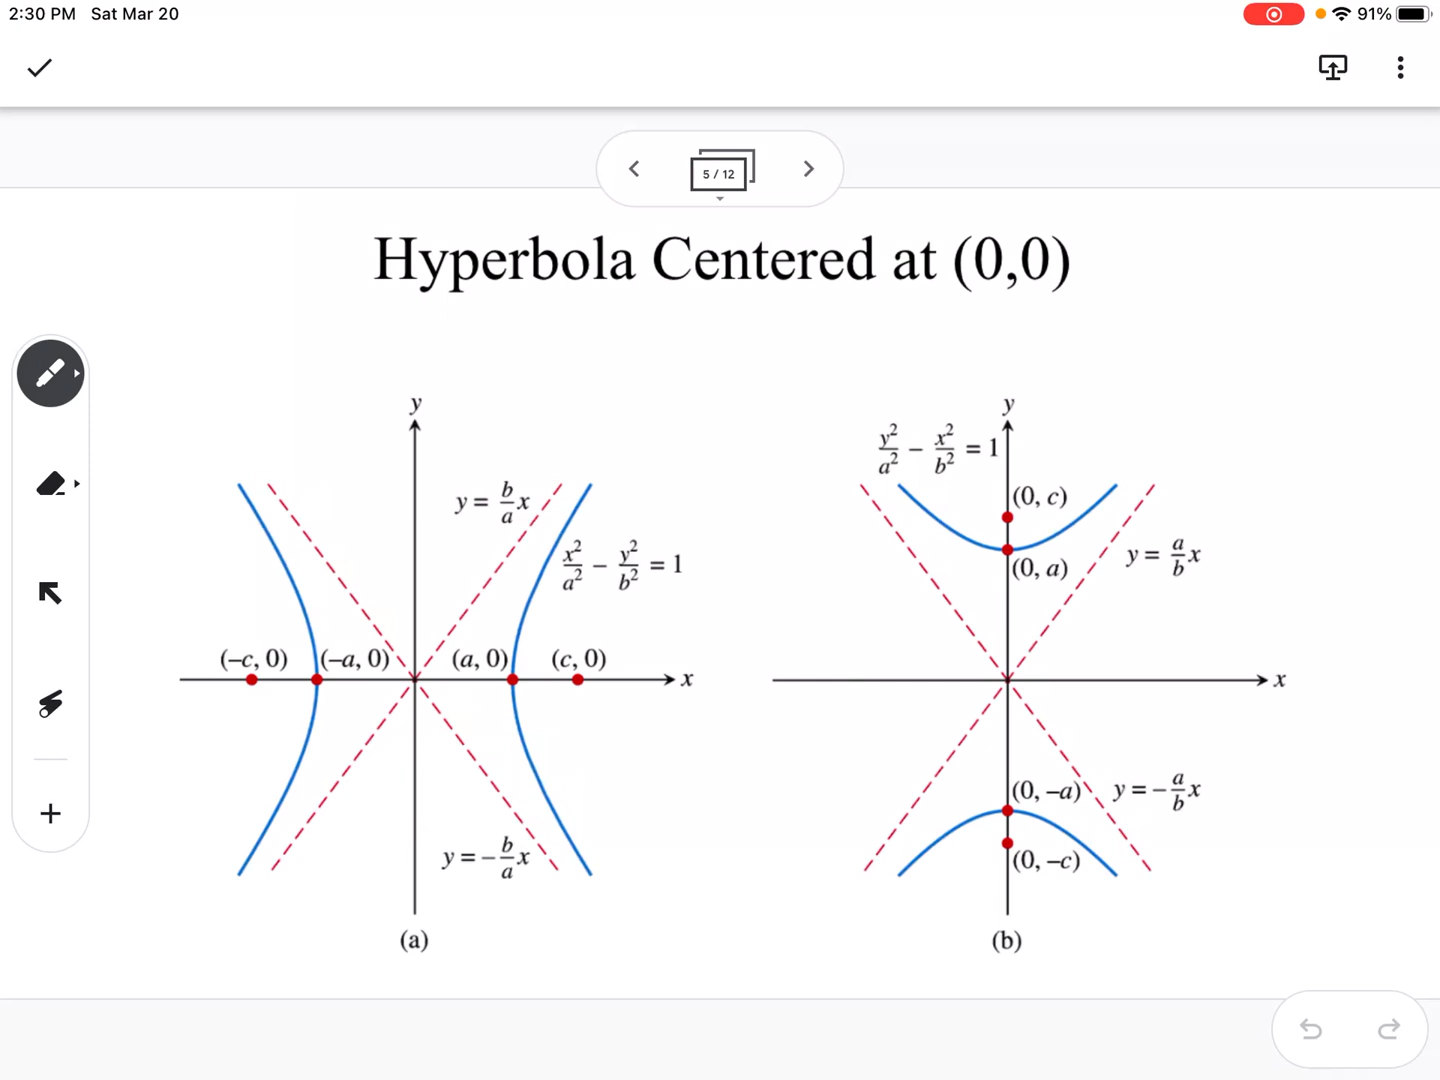 2:30 PM Sat Mar 20
91%
5 / 12
Hyperbola Centered at (0,0)
y
y = b/a x
x²/a² − y²/b² = 1
(−c, 0) (−a, 0) (a, 0) (c, 0)
x
y = −b/a x
(a)
y
y²/a² − x²/b² = 1
(0, c)
(0, a)
y = a/b x
x
(0, −a)
y = −a/b x
(0, −c)
(b)